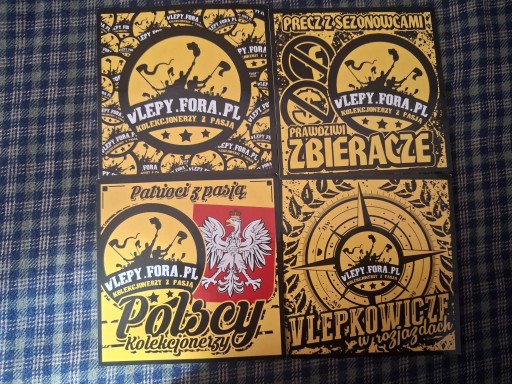 VLEPY.FORA.PL
KOLEKCJONERZY Z PASJĄ
PRECZ Z SEZONOWCAMI
VLEPY.FORA.PL
KOLEKCJONERZY Z PASJĄ
PRAWDZIWI
ZBIERACZE
Patrioci z pasją
VLEPY.FORA.PL
KOLEKCJONERZY Z PASJĄ
Polscy
Kolekcjonerzy
VLEPY.FORA.PL
KOLEKCJONERZY Z PASJĄ
VLEPKOWICZE
w rozjazdach